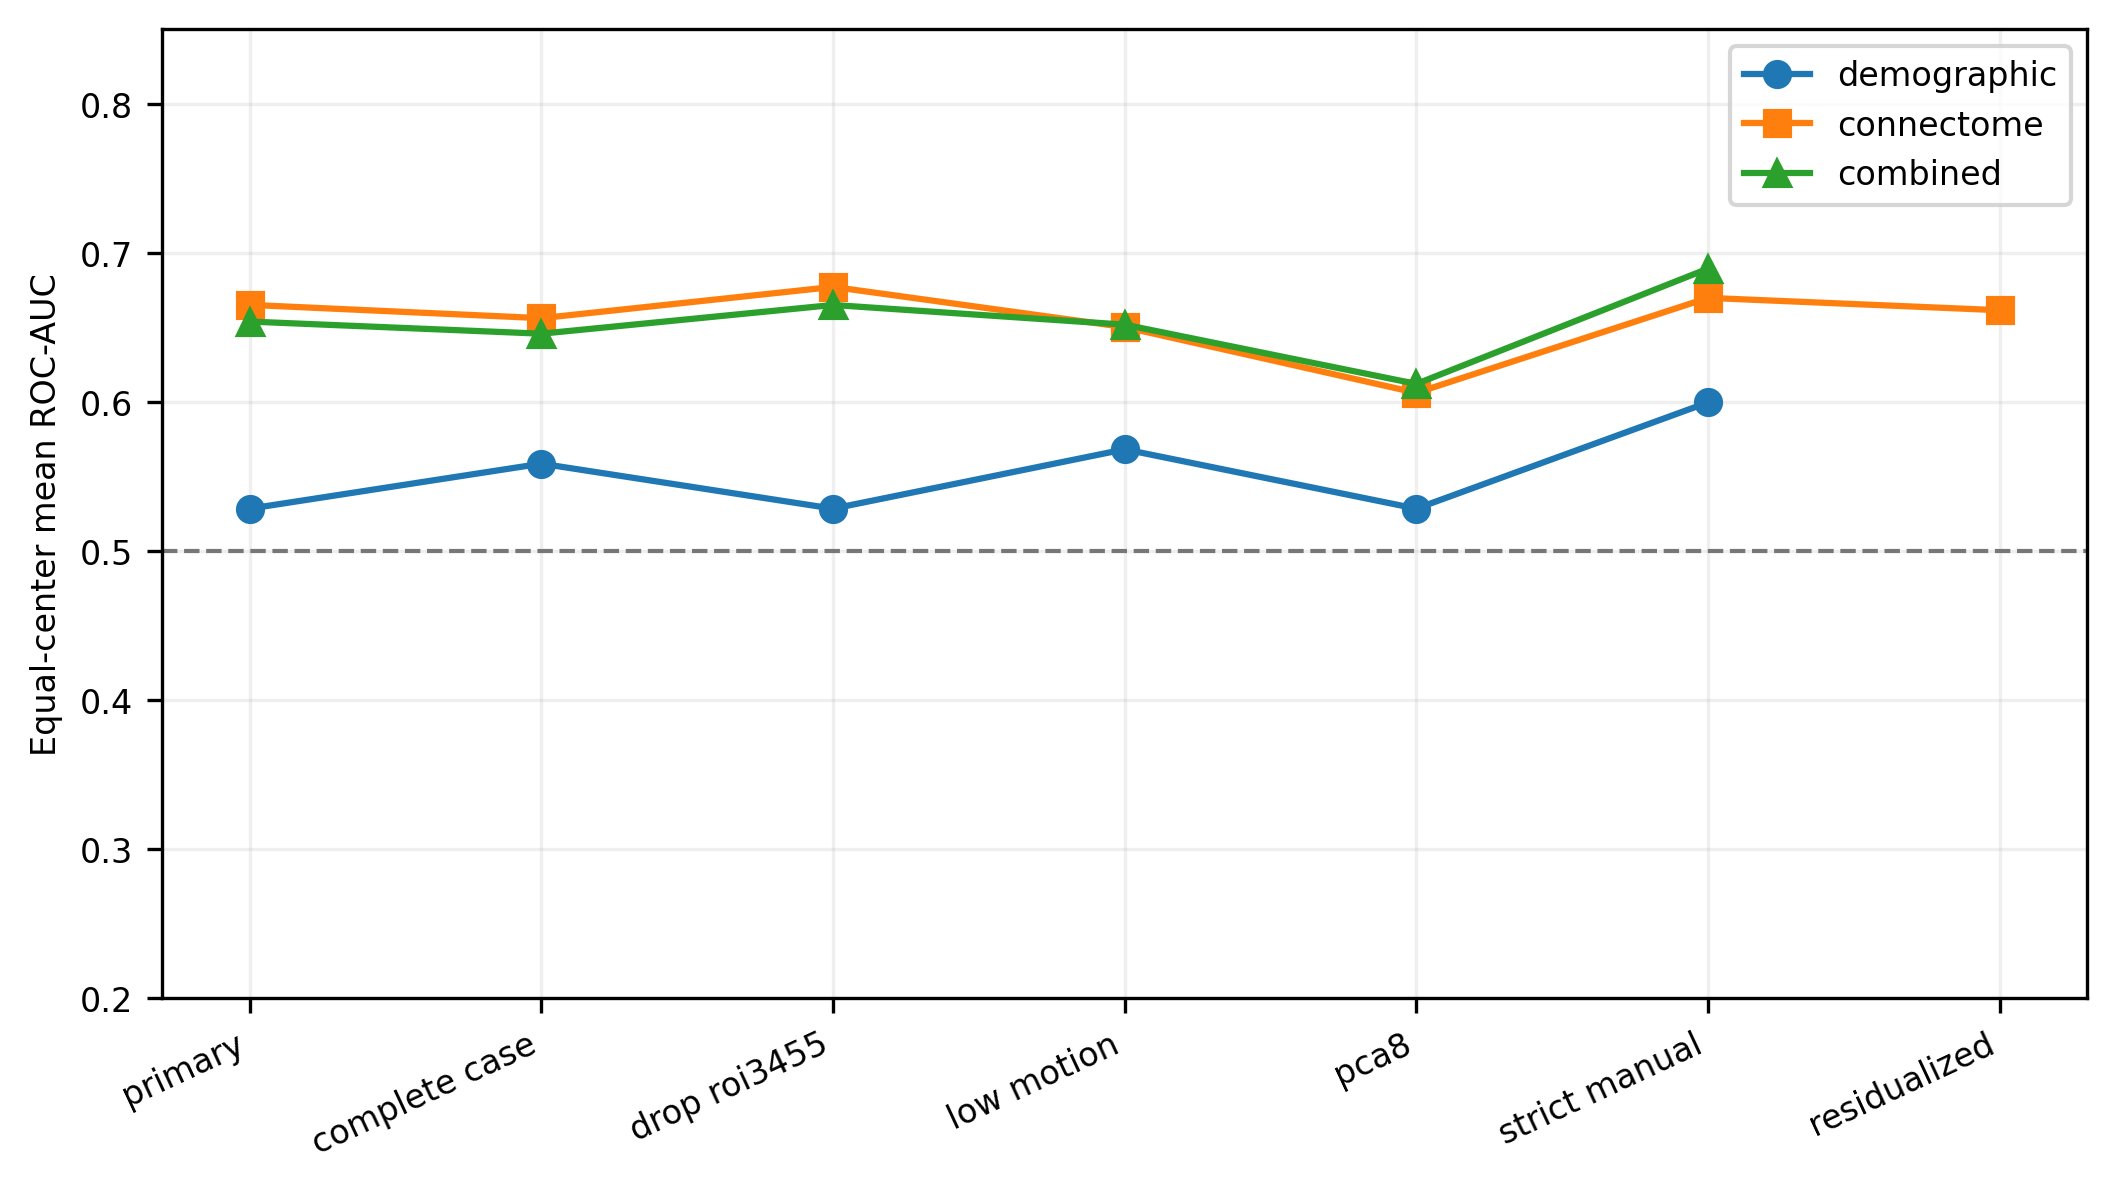 demographic
connectome
combined
Equal-center mean ROC-AUC
0.8
0.7
0.6
0.5
0.4
0.3
0.2
primary
complete case
drop roi3455
low motion
pca8
strict manual
residualized